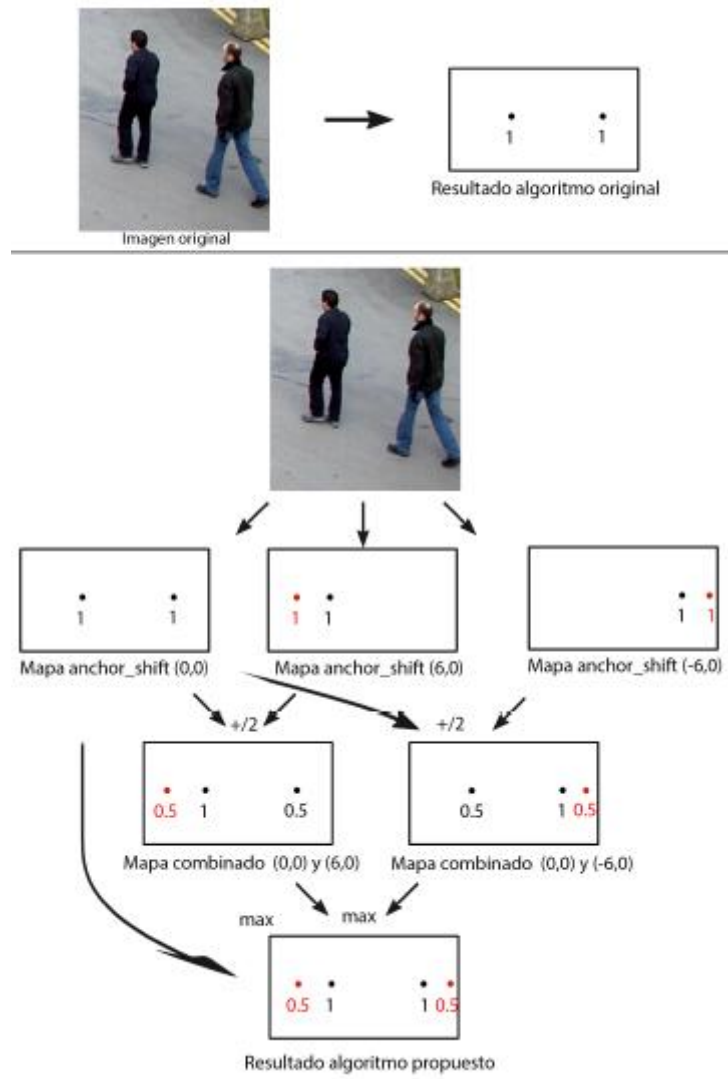 1 1
Resultado algoritmo original
Imagen original
1 1
1 1
1 1
Mapa anchor_shift (0,0)
Mapa anchor_shift (6,0)
Mapa anchor_shift (-6,0)
+/2
+/2
0.5 1 0.5
0.5 1 0.5
Mapa combinado (0,0) y (6,0)
Mapa combinado (0,0) y (-6,0)
max
max
0.5 1 1 0.5
Resultado algoritmo propuesto